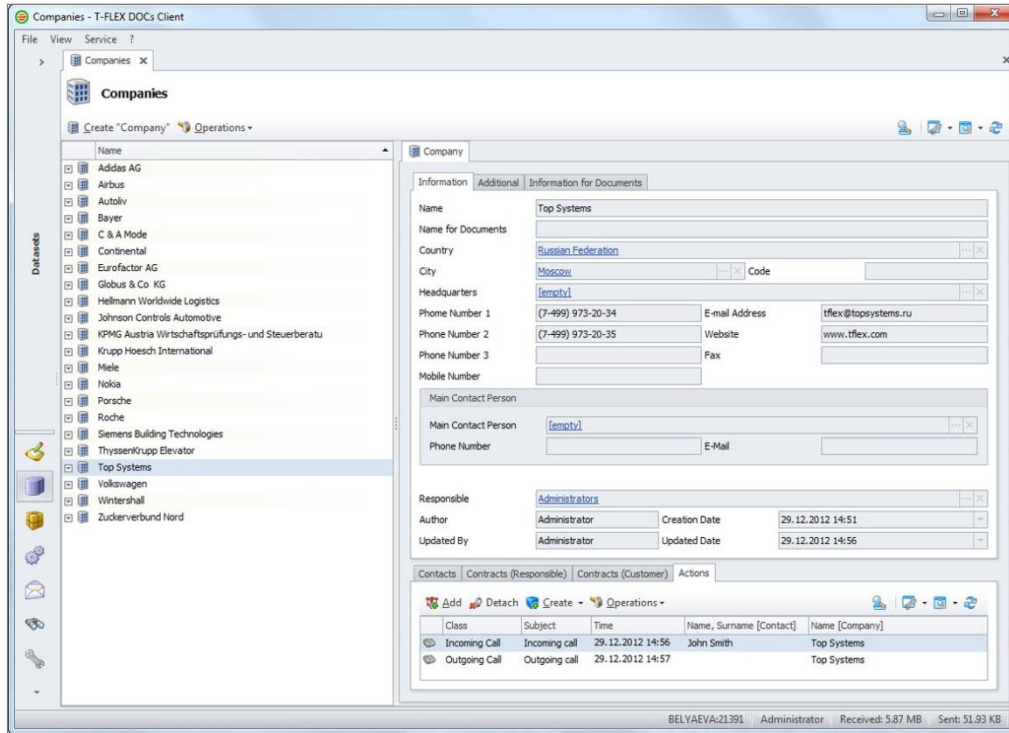 Companies - T-FLEX DOCs Client
File View Service ?
Companies
Companies
Create "Company" Operations
Datasets
Name
Adidas AG
Airbus
Autoliv
Bayer
C & A Mode
Continental
Eurofactor AG
Globus & Co KG
Hellmann Worldwide Logistics
Johnson Controls Automotive
KPMG Austria Wirtschaftsprüfungs- und Steuerberatu
Krupp Hoesch International
Miele
Nokia
Porsche
Roche
Siemens Building Technologies
ThyssenKrupp Elevator
Top Systems
Volkswagen
Wintershall
Zuckerverbund Nord
Company
Information Additional Information for Documents
Name Top Systems
Name for Documents
Country Russian Federation
City Moscow Code
Headquarters [empty]
Phome Number 1 (7-499) 973-20-34 E-mail Address tflex@topsystems.ru
Phone Number 2 (7-499) 973-20-35 Website www.tflex.com
Phone Number 3 Fax
Mobile Number
Main Contact Person
Main Contact Person [empty]
Phone Number E-Mail
Responsible Administrators
Author Administrator Creation Date 29.12.2012 14:51
Updated By Administrator Updated Date 29.12.2012 14:56
Contacts Contracts (Responsible) Contracts (Customer) Actions
Add Detach Create Operations
Class Subject Time Name, Surname [Contact] Name [Company]
Incoming Call Incoming call 29.12.2012 14:56 John Smith Top Systems
Outgoing Call Outgoing call 29.12.2012 14:57 Top Systems
BELYAEVA:21391 Administrator Received: 5.87 MB Sent: 51.93 KB